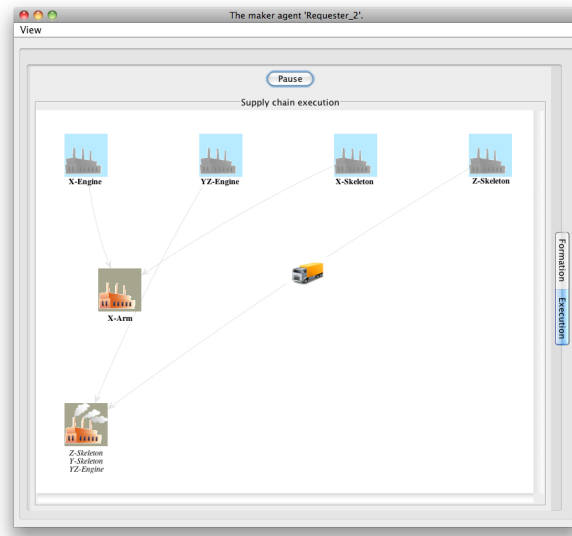 The maker agent 'Requester_2'.
View
Pause
Supply chain execution
X-Engine
YZ-Engine
X-Skeleton
Z-Skeleton
X-Arm
Z-Skeleton
Y-Skeleton
YZ-Engine
Formation
Execution